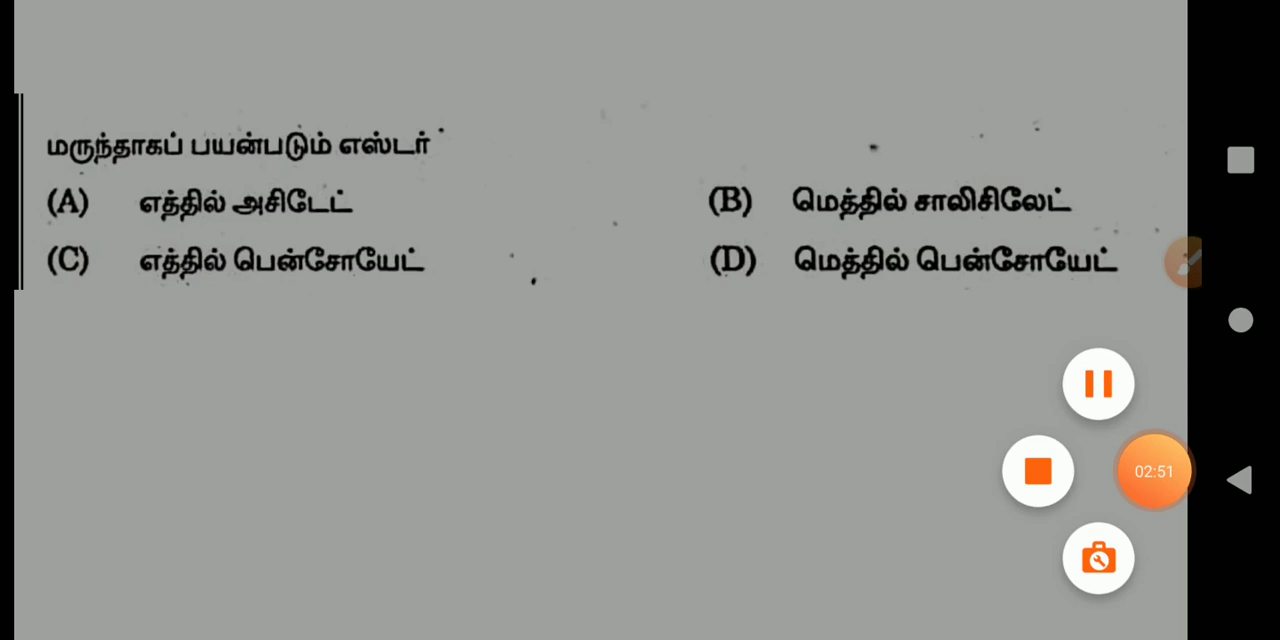 மருந்தாகப் பயன்படும் எஸ்டர்
(A) எத்தில் அசிடேட் (B) மெத்தில் சாலிசிலேட்
(C) எத்தில் பென்சோயேட் (D) மெத்தில் பென்சோயேட்
02:51